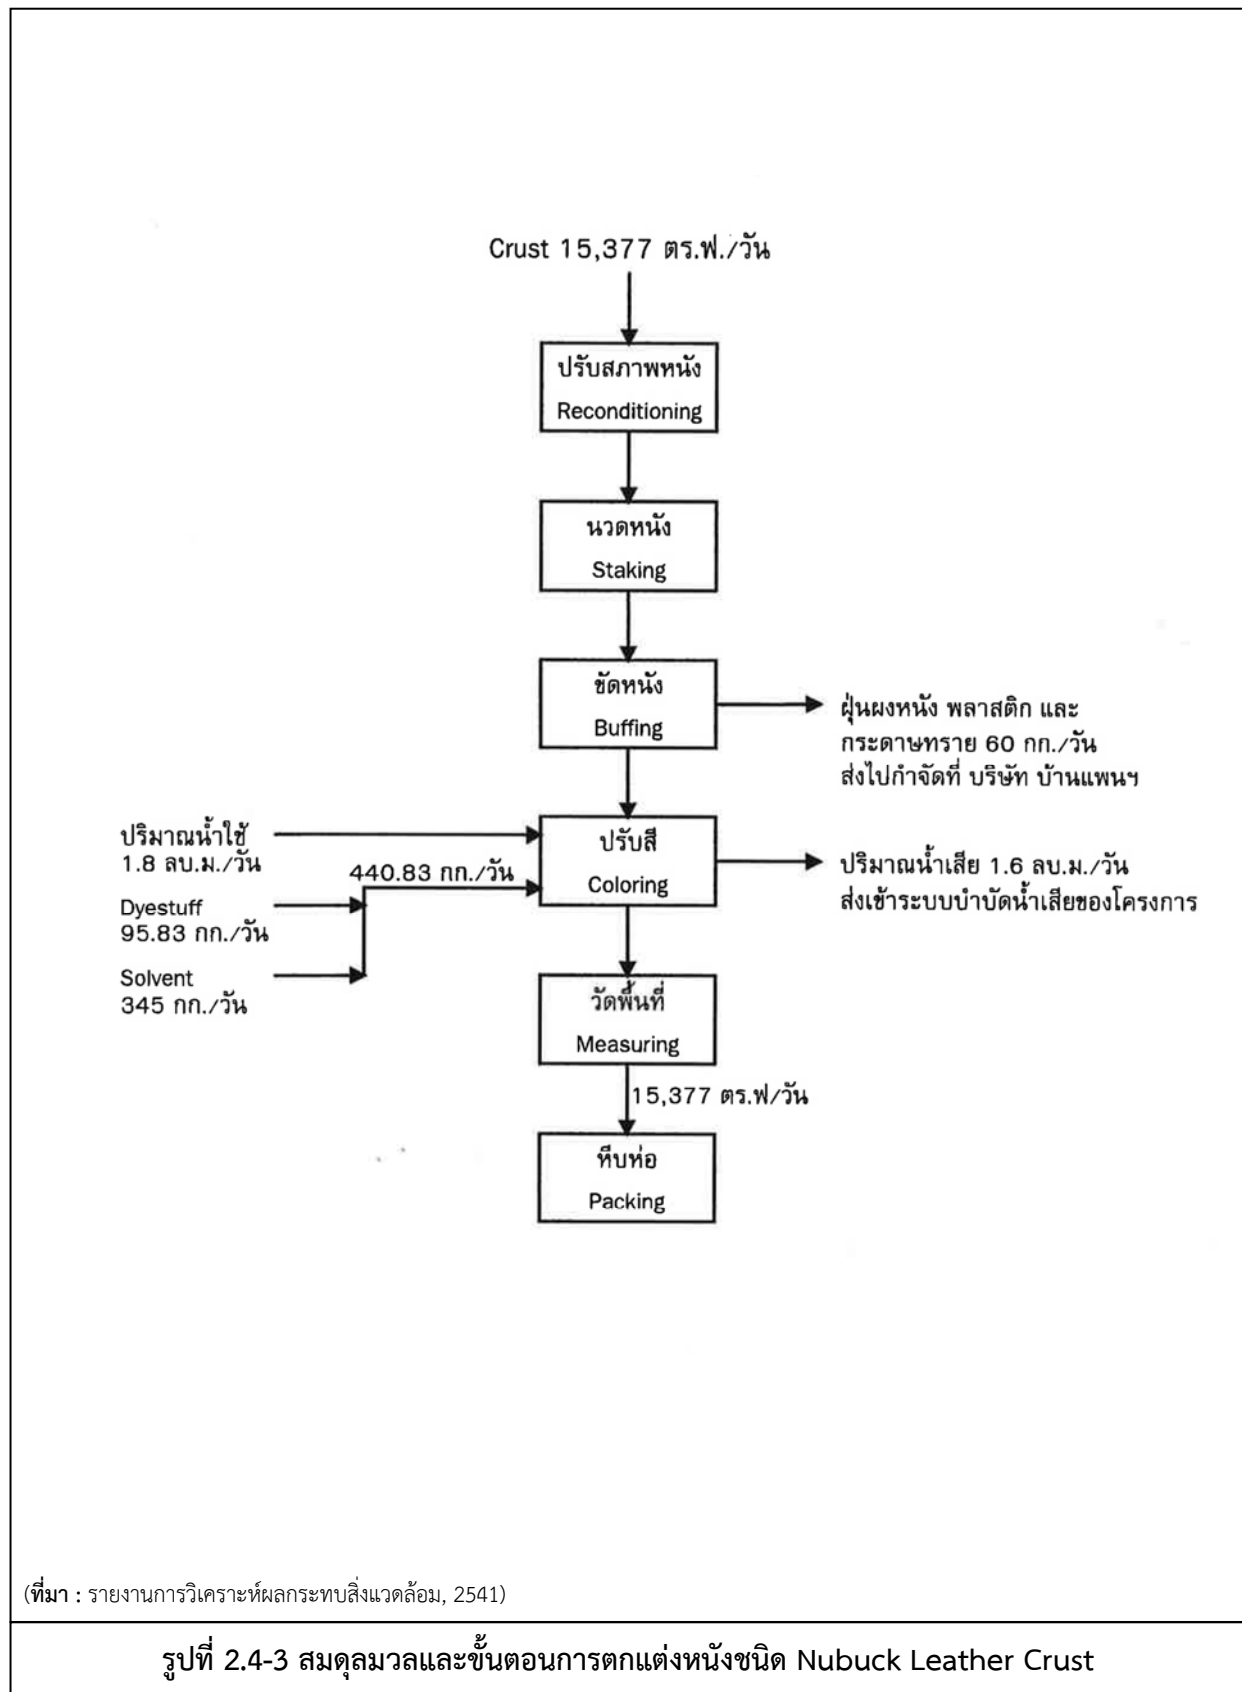 Crust 15,377 ตร.ฟ./วัน
ปรับสภาพหนัง
Reconditioning
นวดหนัง
Staking
ขัดหนัง
Buffing
ฝุ่นผงหนัง พลาสติก และ
กระดาษทราย 60 กก./วัน
ส่งไปกำจัดที่ บริษัท บ้านแพนฯ
ปริมาณน้ำใช้
1.8 ลบ.ม./วัน
440.83 กก./วัน
Dyestuff
95.83 กก./วัน
Solvent
345 กก./วัน
ปรับสี
Coloring
ปริมาณน้ำเสีย 1.6 ลบ.ม./วัน
ส่งเข้าระบบบำบัดน้ำเสียของโครงการ
วัดพื้นที่
Measuring
15,377 ตร.ฟ/วัน
หีบห่อ
Packing
(ที่มา : รายงานการวิเคราะห์ผลกระทบสิ่งแวดล้อม, 2541)
รูปที่ 2.4-3 สมดุลมวลและขั้นตอนการตกแต่งหนังชนิด Nubuck Leather Crust